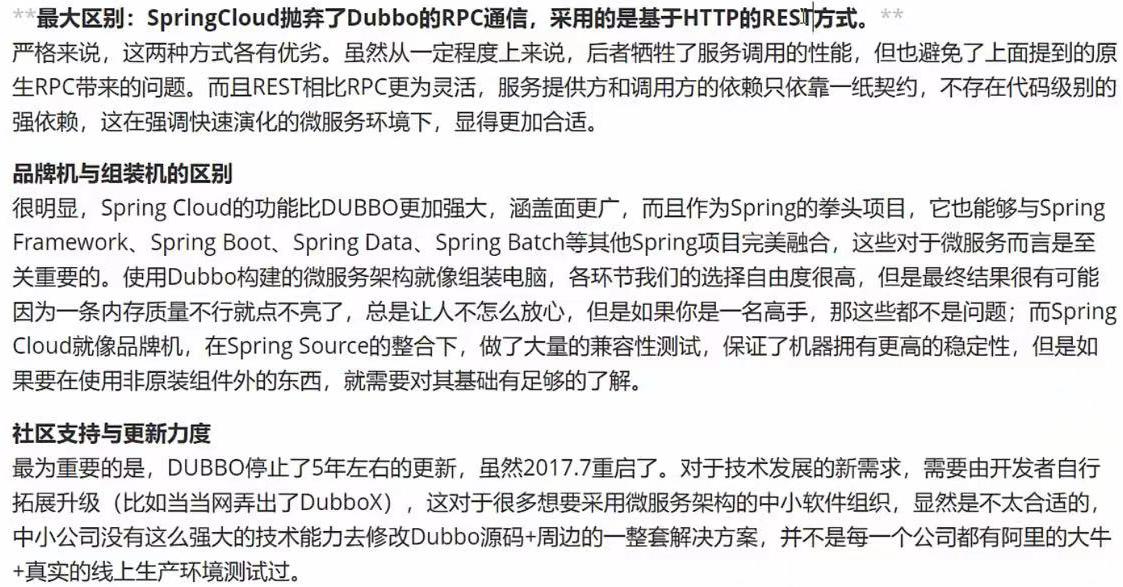 **最大区别：SpringCloud抛弃了Dubbo的RPC通信，采用的是基于HTTP的REST方式。**
严格来说，这两种方式各有优劣。虽然从一定程度上来说，后者牺牲了服务调用的性能，但也避免了上面提到的原
生RPC带来的问题。而且REST相比RPC更为灵活，服务提供方和调用方的依赖只依靠一纸契约，不存在代码级别的
强依赖，这在强调快速演化的微服务环境下，显得更加合适。
品牌机与组装机的区别
很明显，Spring Cloud的功能比DUBBO更加强大，涵盖面更广，而且作为Spring的拳头项目，它也能够与Spring
Framework、Spring Boot、Spring Data、Spring Batch等其他Spring项目完美融合，这些对于微服务而言是至
关重要的。使用Dubbo构建的微服务架构就像组装电脑，各环节我们的选择自由度很高，但是最终结果很有可能
因为一条内存质量不行就点不亮了，总是让人不怎么放心，但是如果你是一名高手，那这些都不是问题；而Spring
Cloud就像品牌机，在Spring Source的整合下，做了大量的兼容性测试，保证了机器拥有更高的稳定性，但是如
果要在使用非原装组件外的东西，就需要对其基础有足够的了解。
社区支持与更新力度
最为重要的是，DUBBO停止了5年左右的更新，虽然2017.7重启了。对于技术发展的新需求，需要由开发者自行
拓展升级（比如当当网弄出了DubboX），这对于很多想要采用微服务架构的中小软件组织，显然是不太合适的，
中小公司没有这么强大的技术能力去修改Dubbo源码+周边的一整套解决方案，并不是每一个公司都有阿里的大牛
+真实的线上生产环境测试过。